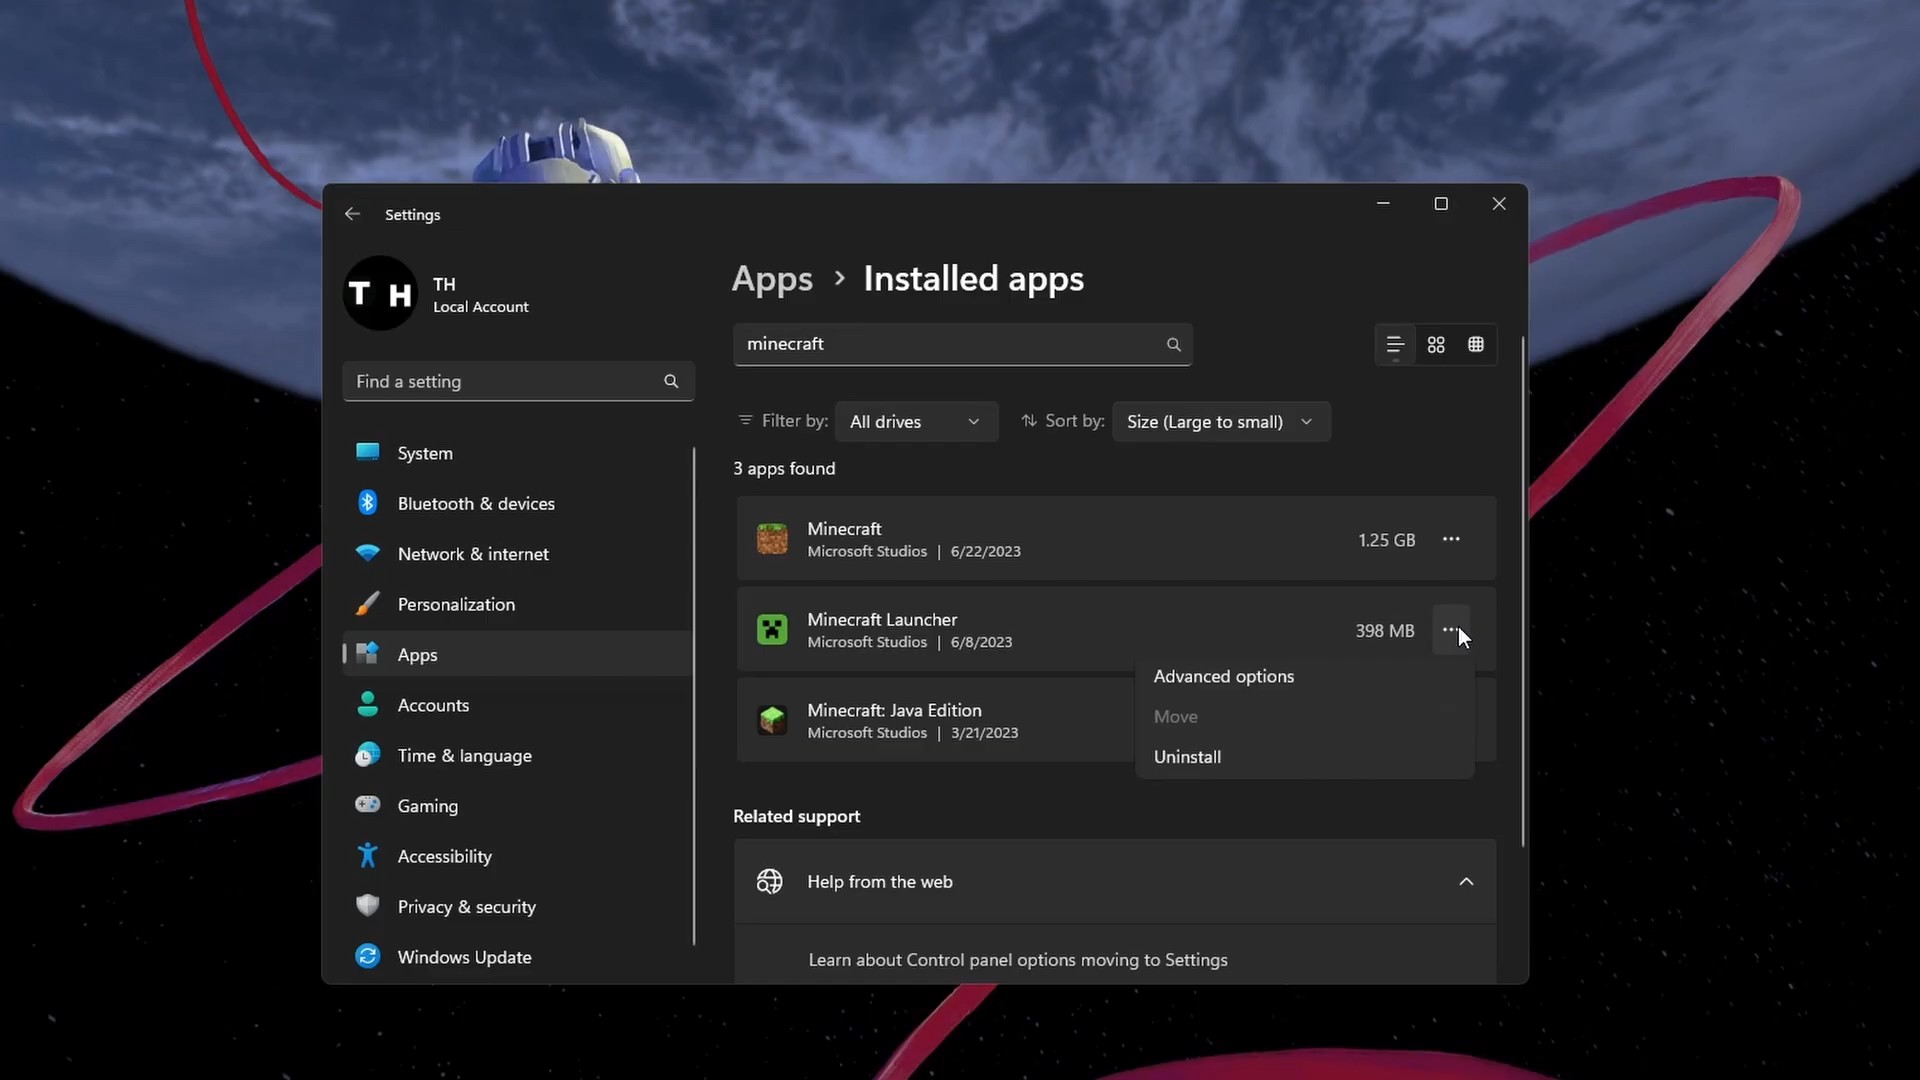 Settings
T H
TH
Local Account
Find a setting
System
Bluetooth & devices
Network & internet
Personalization
Apps
Accounts
Time & language
Gaming
Accessibility
Privacy & security
Windows Update
Apps > Installed apps
minecraft
Filter by: All drives Sort by: Size (Large to small)
3 apps found
Minecraft
Microsoft Studios | 6/22/2023
1.25 GB
Minecraft Launcher
Microsoft Studios | 6/8/2023
398 MB
Advanced options
Move
Uninstall
Minecraft: Java Edition
Microsoft Studios | 3/21/2023
Related support
Help from the web
Learn about Control panel options moving to Settings